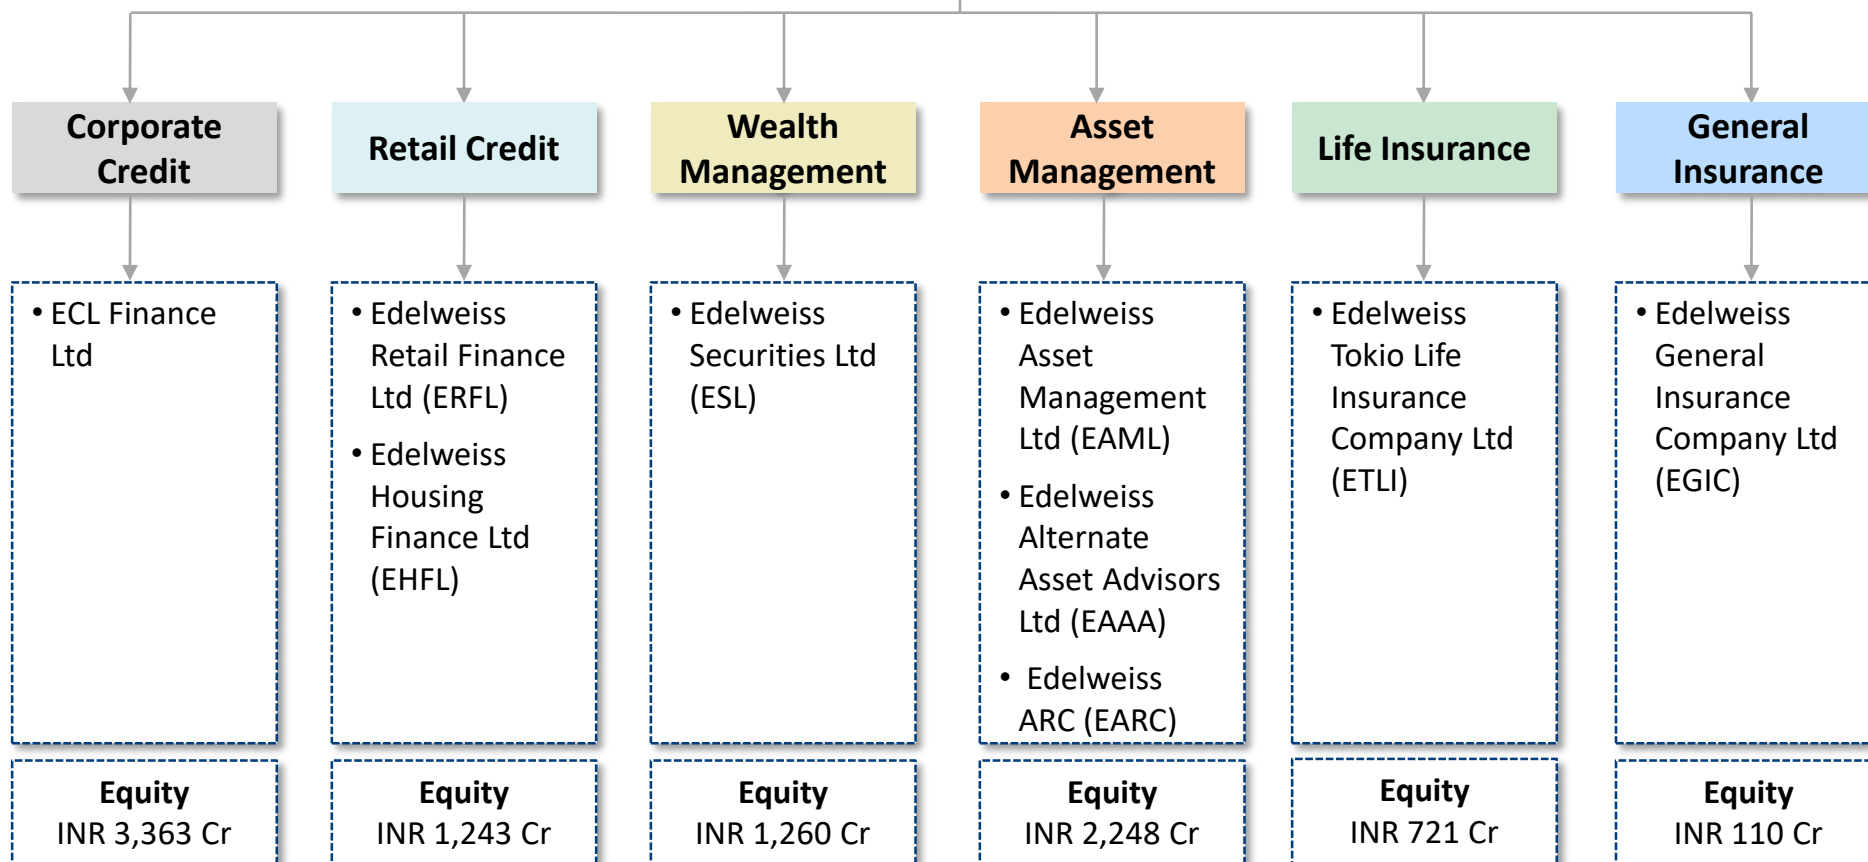 Corporate
Credit
Retail Credit
Wealth
Management
Asset
Management
Life Insurance
General
Insurance
• ECL Finance
Ltd
• Edelweiss
Retail Finance
Ltd (ERFL)
• Edelweiss
Housing
Finance Ltd
(EHFL)
• Edelweiss
Securities Ltd
(ESL)
• Edelweiss
Asset
Management
Ltd (EAML)
• Edelweiss
Alternate
Asset Advisors
Ltd (EAAA)
• Edelweiss
ARC (EARC)
• Edelweiss
Tokio Life
Insurance
Company Ltd
(ETLI)
• Edelweiss
General
Insurance
Company Ltd
(EGIC)
Equity
INR 3,363 Cr
Equity
INR 1,243 Cr
Equity
INR 1,260 Cr
Equity
INR 2,248 Cr
Equity
INR 721 Cr
Equity
INR 110 Cr